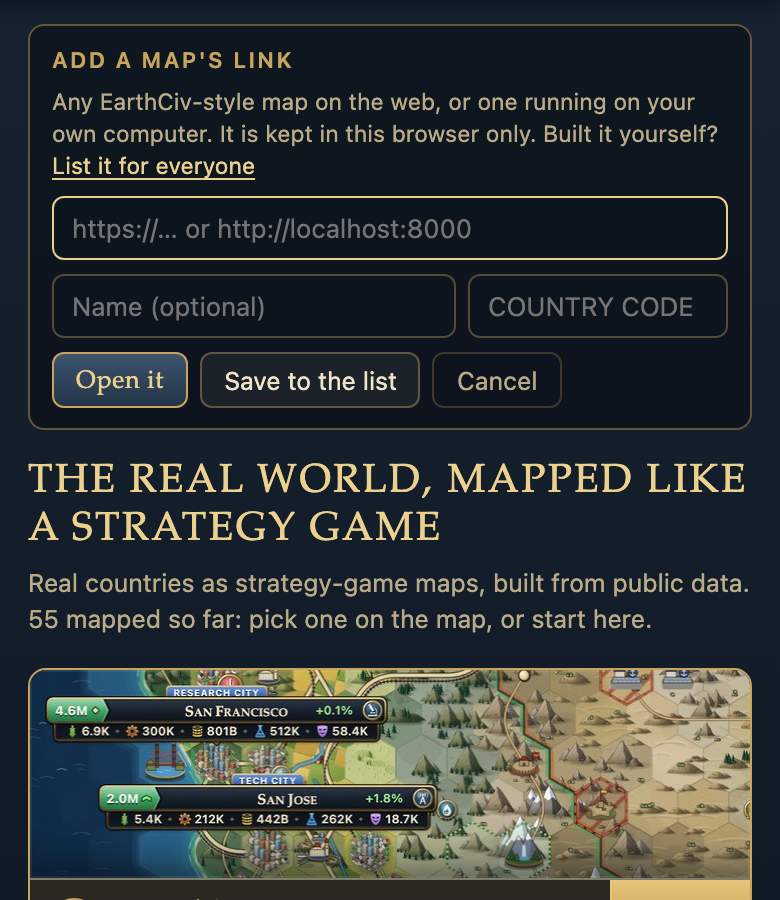 ADD A MAP'S LINK
Any EarthCiv-style map on the web, or one running on your
own computer. It is kept in this browser only. Built it yourself?
List it for everyone
https://... or http://localhost:8000
Name (optional) COUNTRY CODE
Open it Save to the list Cancel
THE REAL WORLD, MAPPED LIKE
A STRATEGY GAME
Real countries as strategy-game maps, built from public data.
55 mapped so far: pick one on the map, or start here.
RESEARCH CITY
4.6M SAN FRANCISCO +0.1%
6.9K • 300K • 801B • 512K • 58.4K
TECH CITY
2.0M SAN JOSE +1.8%
5.4K • 212K • 442B • 262K • 18.7K